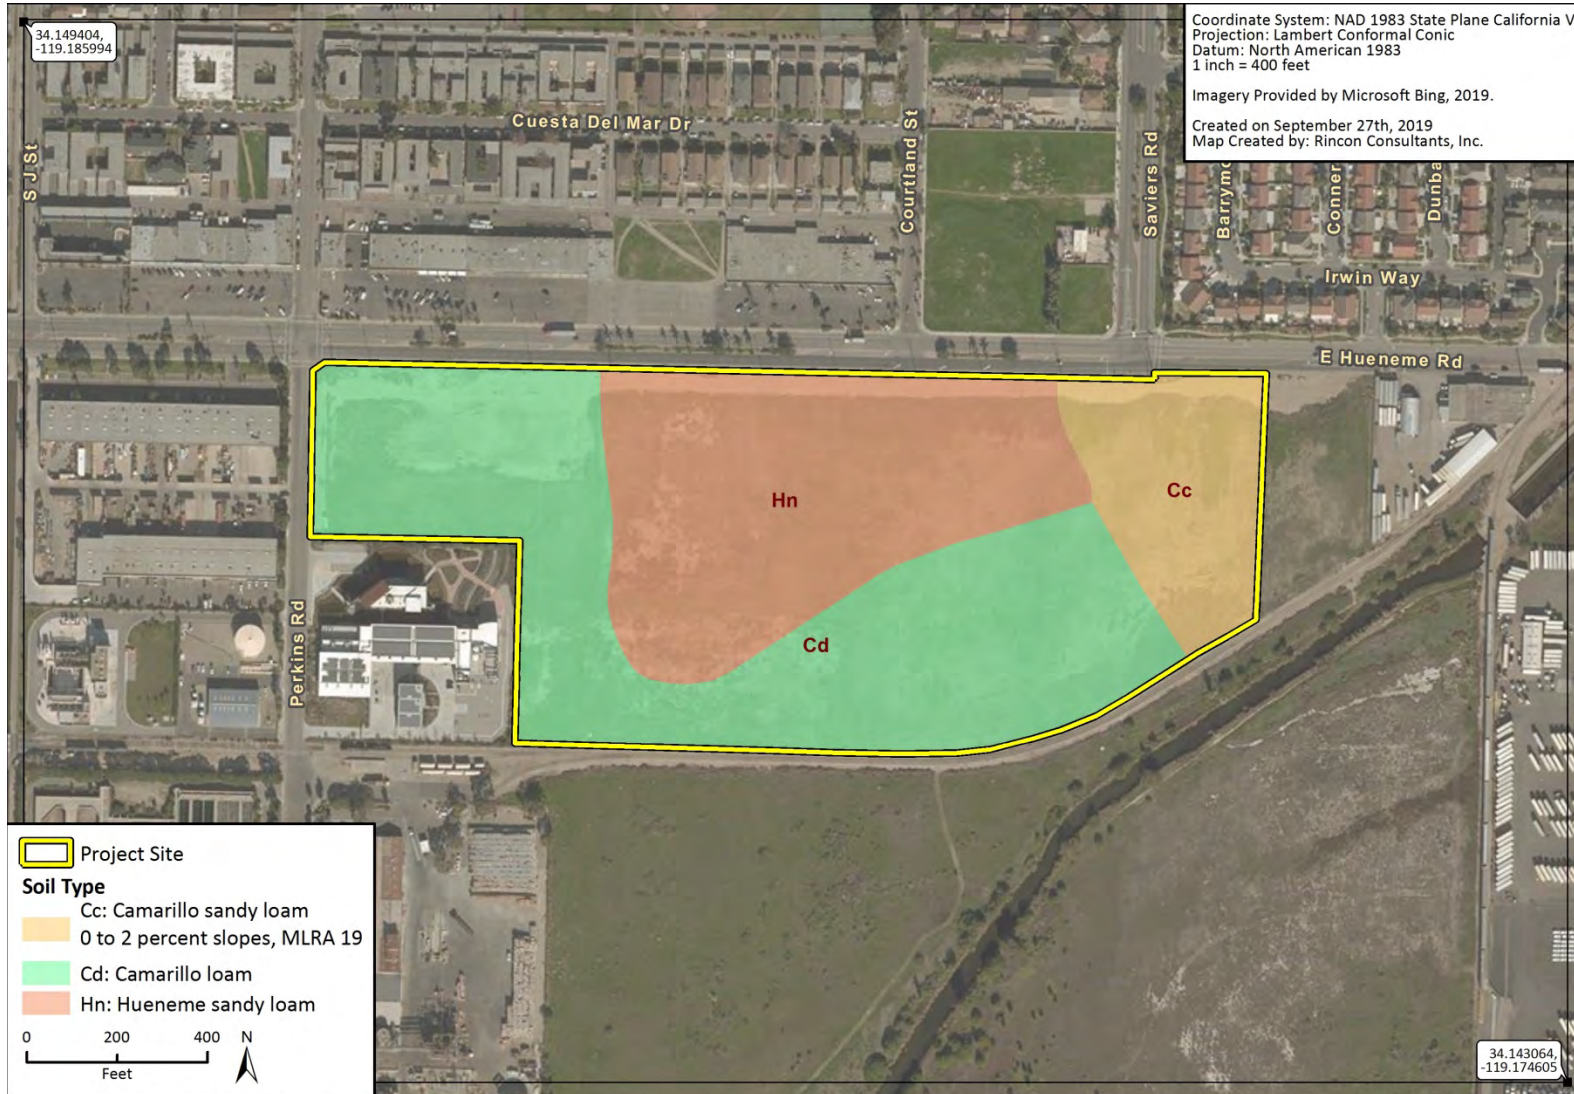 34.149404,
-119.185994
Coordinate System: NAD 1983 State Plane California V
Projection: Lambert Conformal Conic
Datum: North American 1983
1 inch = 400 feet
Imagery Provided by Microsoft Bing, 2019.
Created on September 27th, 2019
Map Created by: Rincon Consultants, Inc.
S J St
Cuesta Del Mar Dr
Courtland St
Saviers Rd
Barrymo
Conner
Dunba
Irwin Way
E Hueneme Rd
Hn
Cc
Cd
Perkins Rd
Project Site
Soil Type
Cc: Camarillo sandy loam
0 to 2 percent slopes, MLRA 19
Cd: Camarillo loam
Hn: Hueneme sandy loam
0 200 400
Feet
N
34.143064,
-119.174605